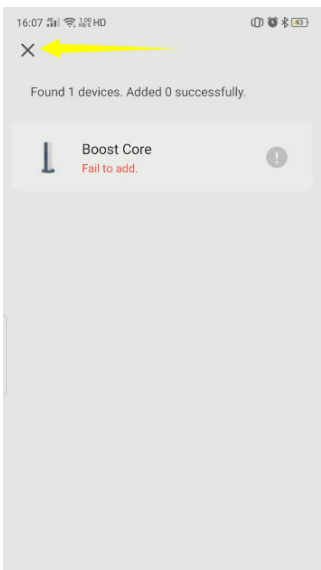 16:07 HD 43
Found 1 devices. Added 0 successfully.
Boost Core
Fail to add.
!